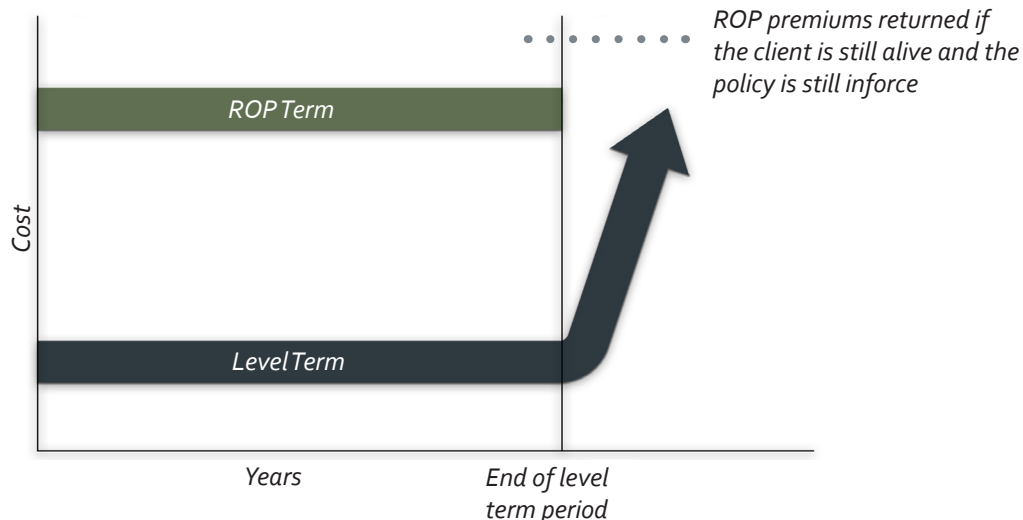 ROP premiums returned if
the client is still alive and the
policy is still inforce
ROP Term
Cost
Level Term
Years
End of level
term period